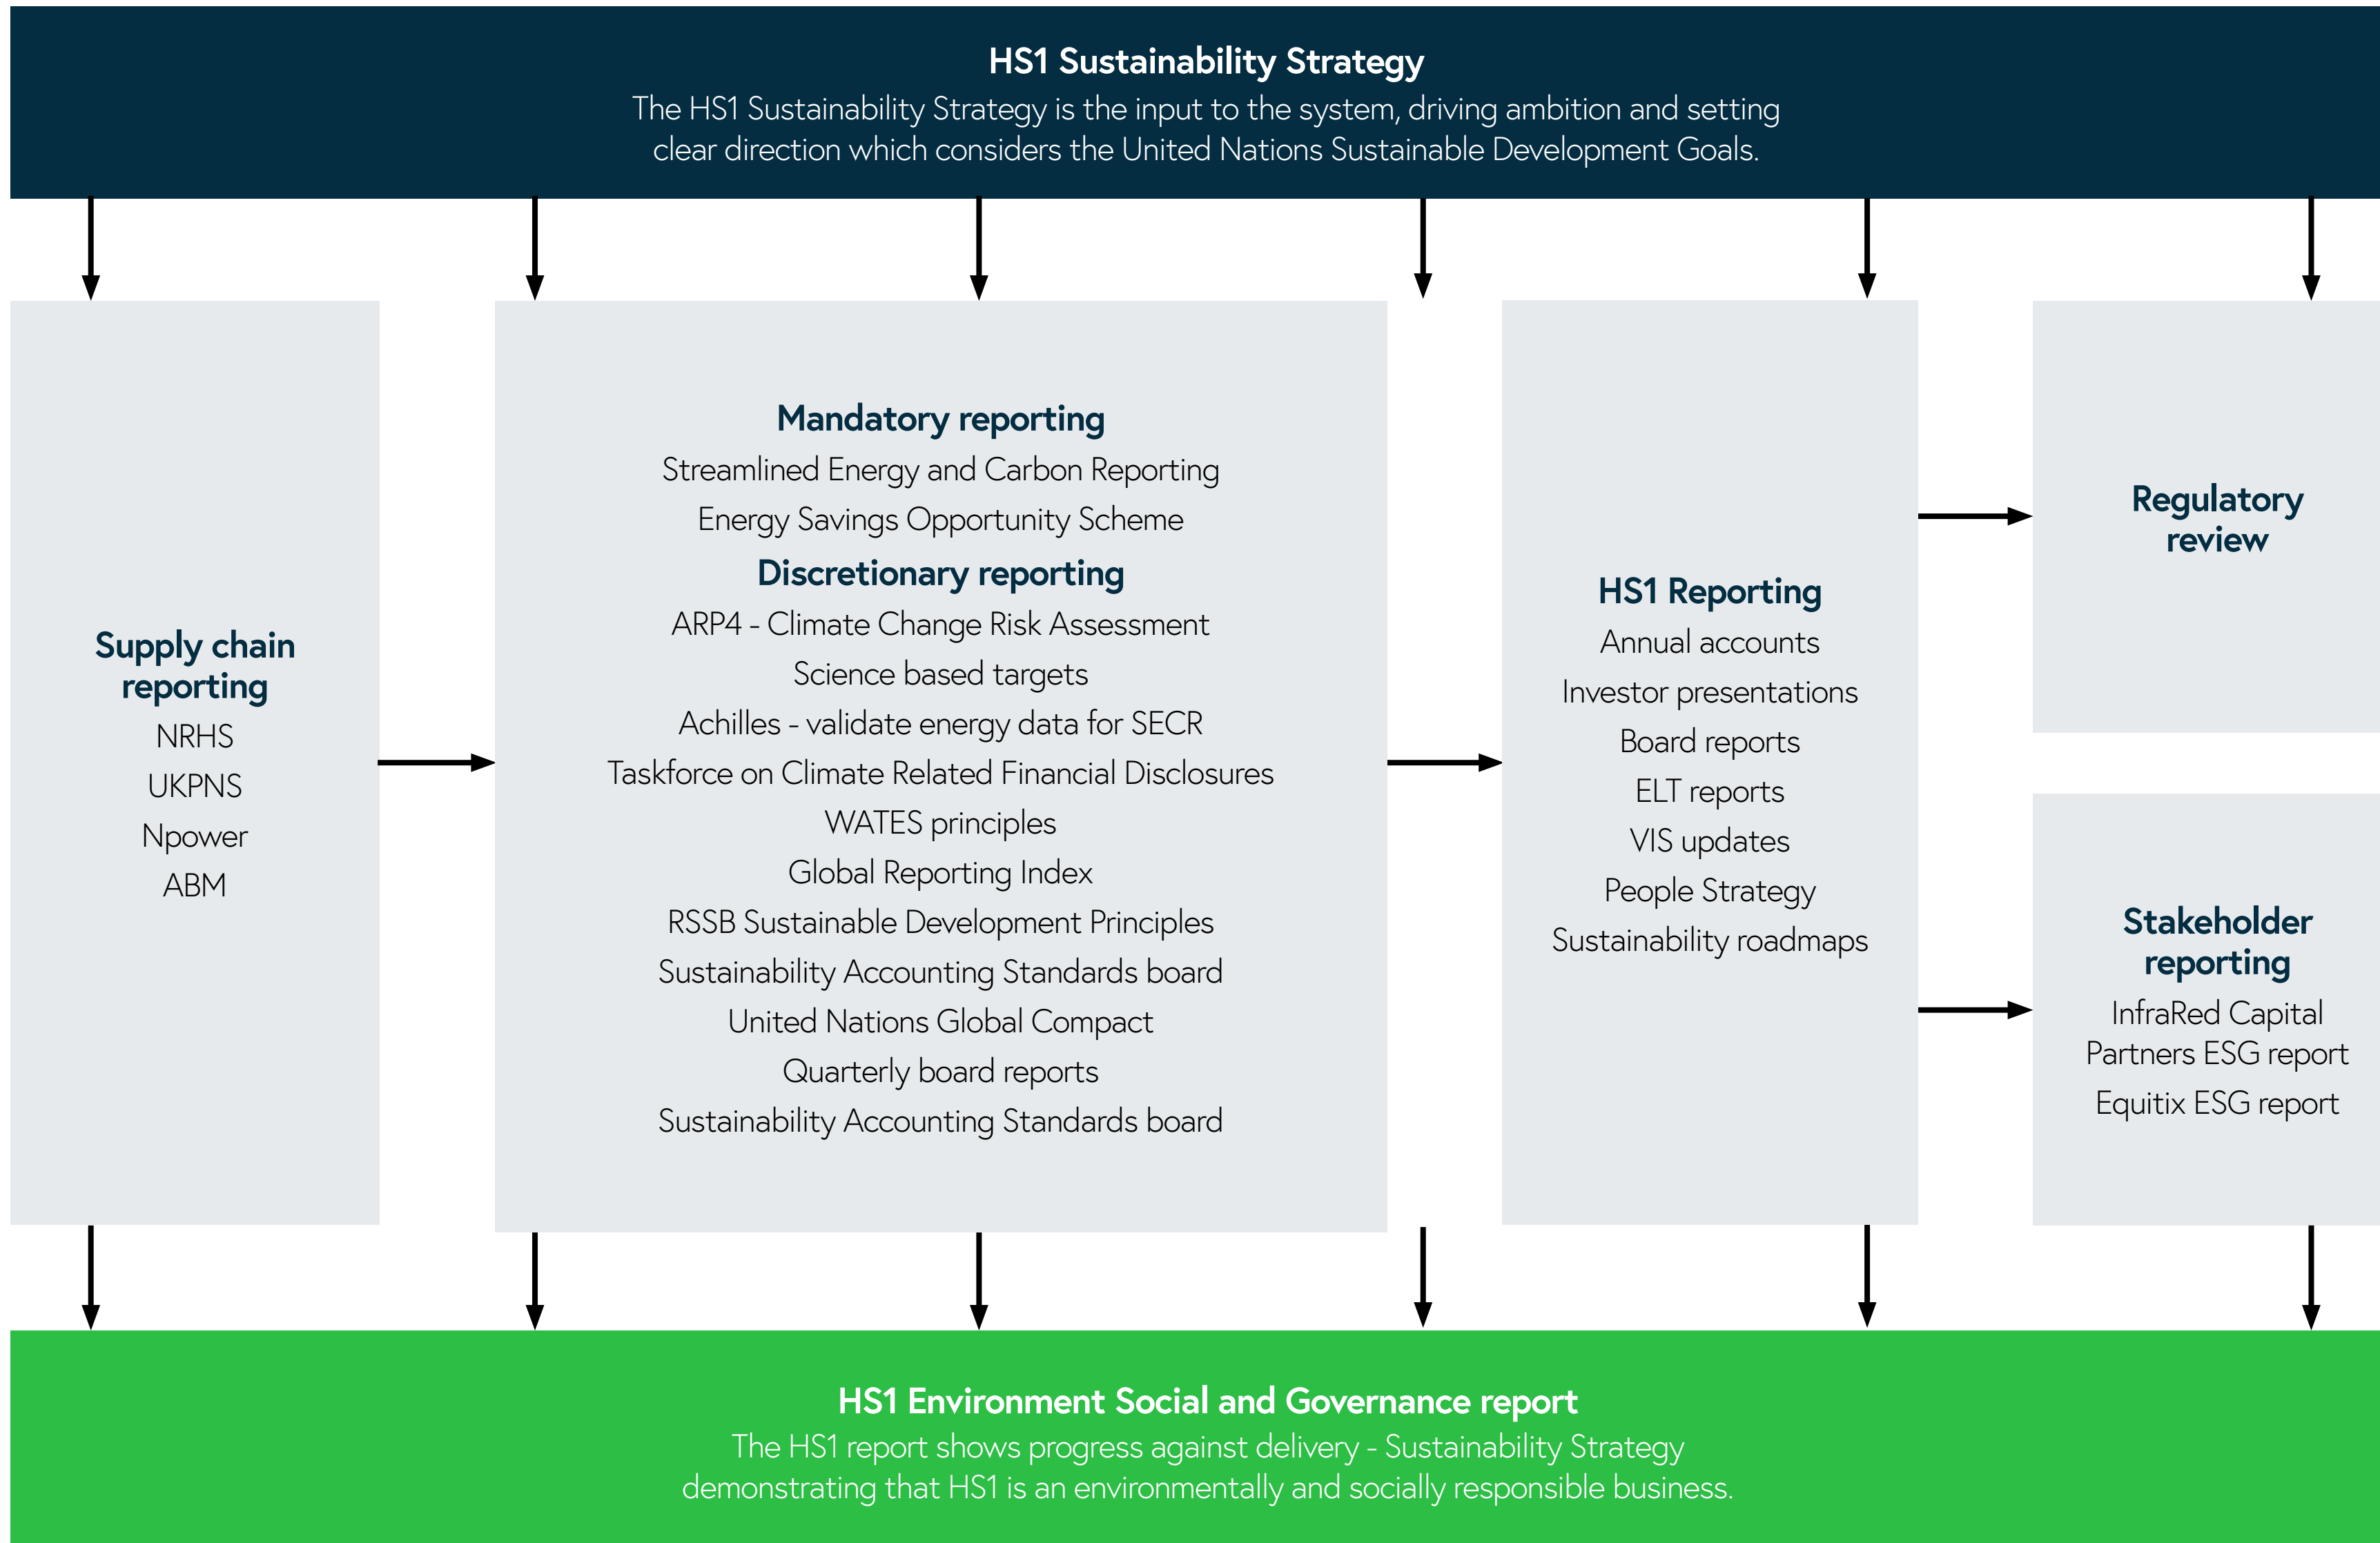 HS1 Sustainability Strategy
The HS1 Sustainability Strategy is the input to the system, driving ambition and setting
clear direction which considers the United Nations Sustainable Development Goals.
Supply chain
reporting
NRHS
UKPNS
Npower
ABM
Mandatory reporting
Streamlined Energy and Carbon Reporting
Energy Savings Opportunity Scheme
Discretionary reporting
ARP4 - Climate Change Risk Assessment
Science based targets
Achilles - validate energy data for SECR
Taskforce on Climate Related Financial Disclosures
WATES principles
Global Reporting Index
RSSB Sustainable Development Principles
Sustainability Accounting Standards board
United Nations Global Compact
Quarterly board reports
Sustainability Accounting Standards board
HS1 Reporting
Annual accounts
Investor presentations
Board reports
ELT reports
VIS updates
People Strategy
Sustainability roadmaps
Regulatory
review
Stakeholder
reporting
InfraRed Capital
Partners ESG report
Equitix ESG report
HS1 Environment Social and Governance report
The HS1 report shows progress against delivery - Sustainability Strategy
demonstrating that HS1 is an environmentally and socially responsible business.